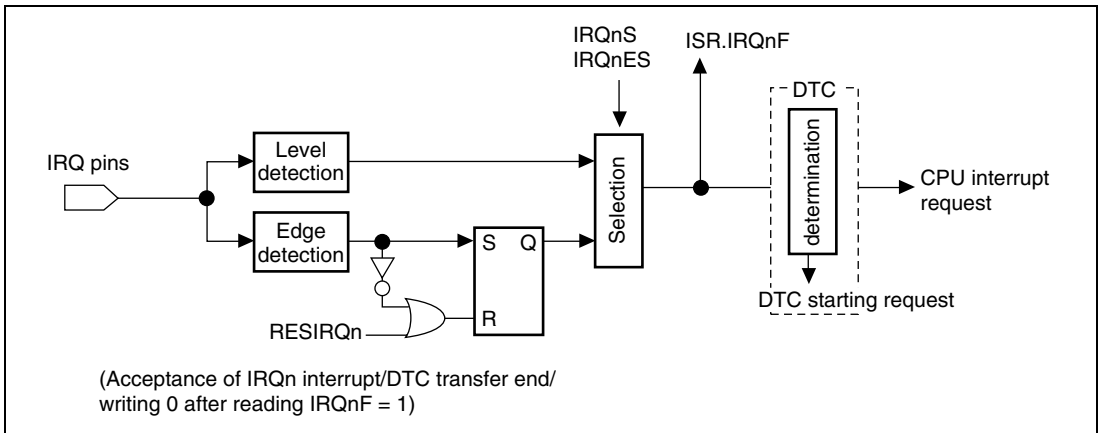 IRQnS
IRQnES
ISR.IRQnF
DTC
IRQ pins
Level
detection
Edge
detection
S Q
R
Selection
determination
CPU interrupt
request
DTC starting request
RESIRQn
(Acceptance of IRQn interrupt/DTC transfer end/
writing 0 after reading IRQnF = 1)